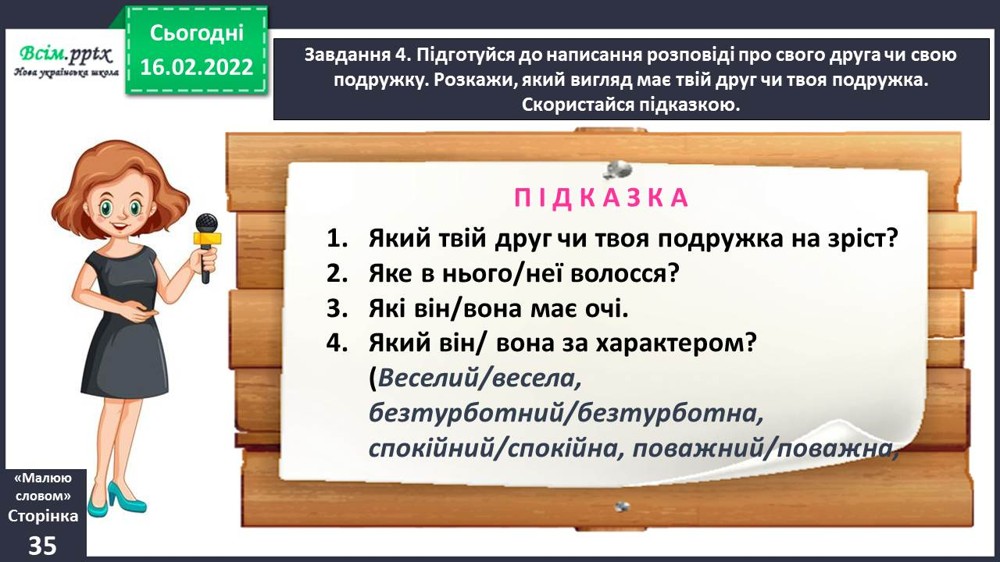 Сьогодні
16.02.2022
Всім.pptx
Нова українська школа
Завдання 4. Підготуйся до написання розповіді про свого друга чи свою
подружку. Розкажи, який вигляд має твій друг чи твоя подружка.
Скористайся підказкою.
П І Д К А З К А
1. Який твій друг чи твоя подружка на зріст?
2. Яке в нього/неї волосся?
3. Які він/вона має очі.
4. Який він/ вона за характером?
(Веселий/весела,
безтурботний/безтурботна,
спокійний/спокійна, поважний/поважна,
«Малюю
словом»
Сторінка
35